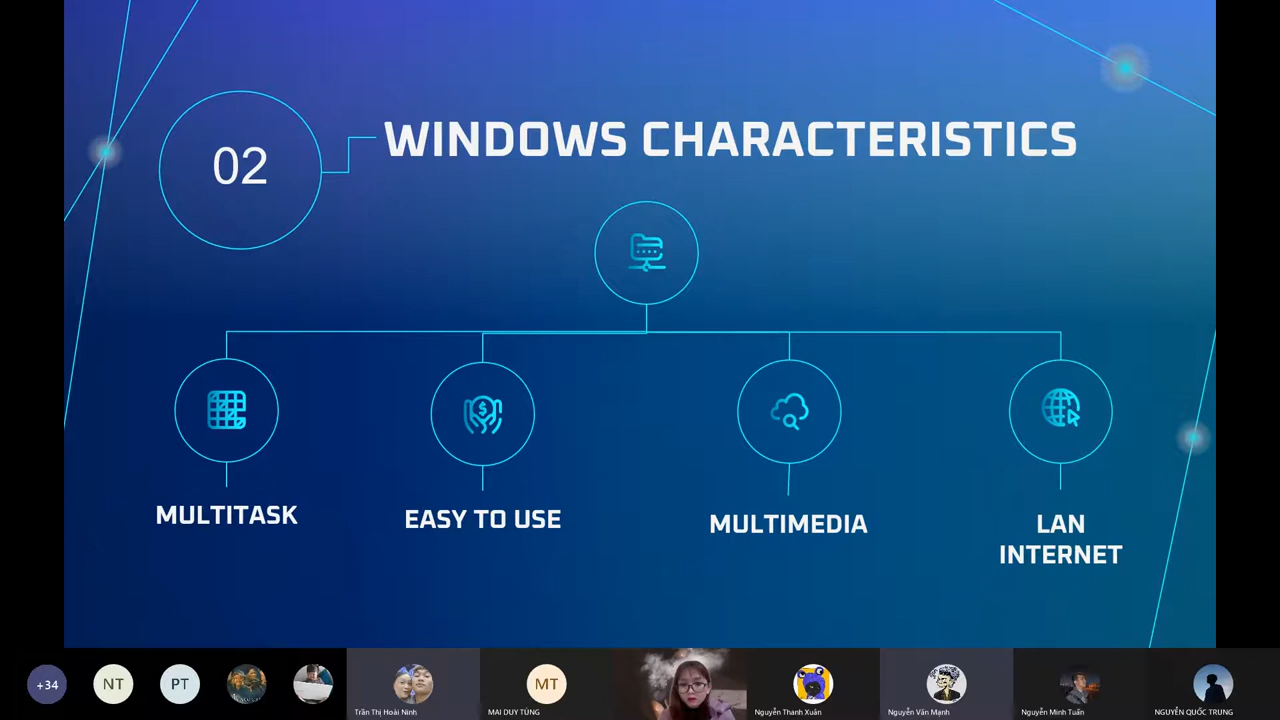 02
WINDOWS CHARACTERISTICS
MULTITASK
EASY TO USE
MULTIMEDIA
LAN
INTERNET
+34
NT
PT
Trần Thị Hoài Ninh
MT
MAI DUY TÙNG
Nguyễn Thanh Xuân
Nguyễn Văn Mạnh
Nguyễn Minh Tuấn
NGUYỄN QUỐC TRUNG